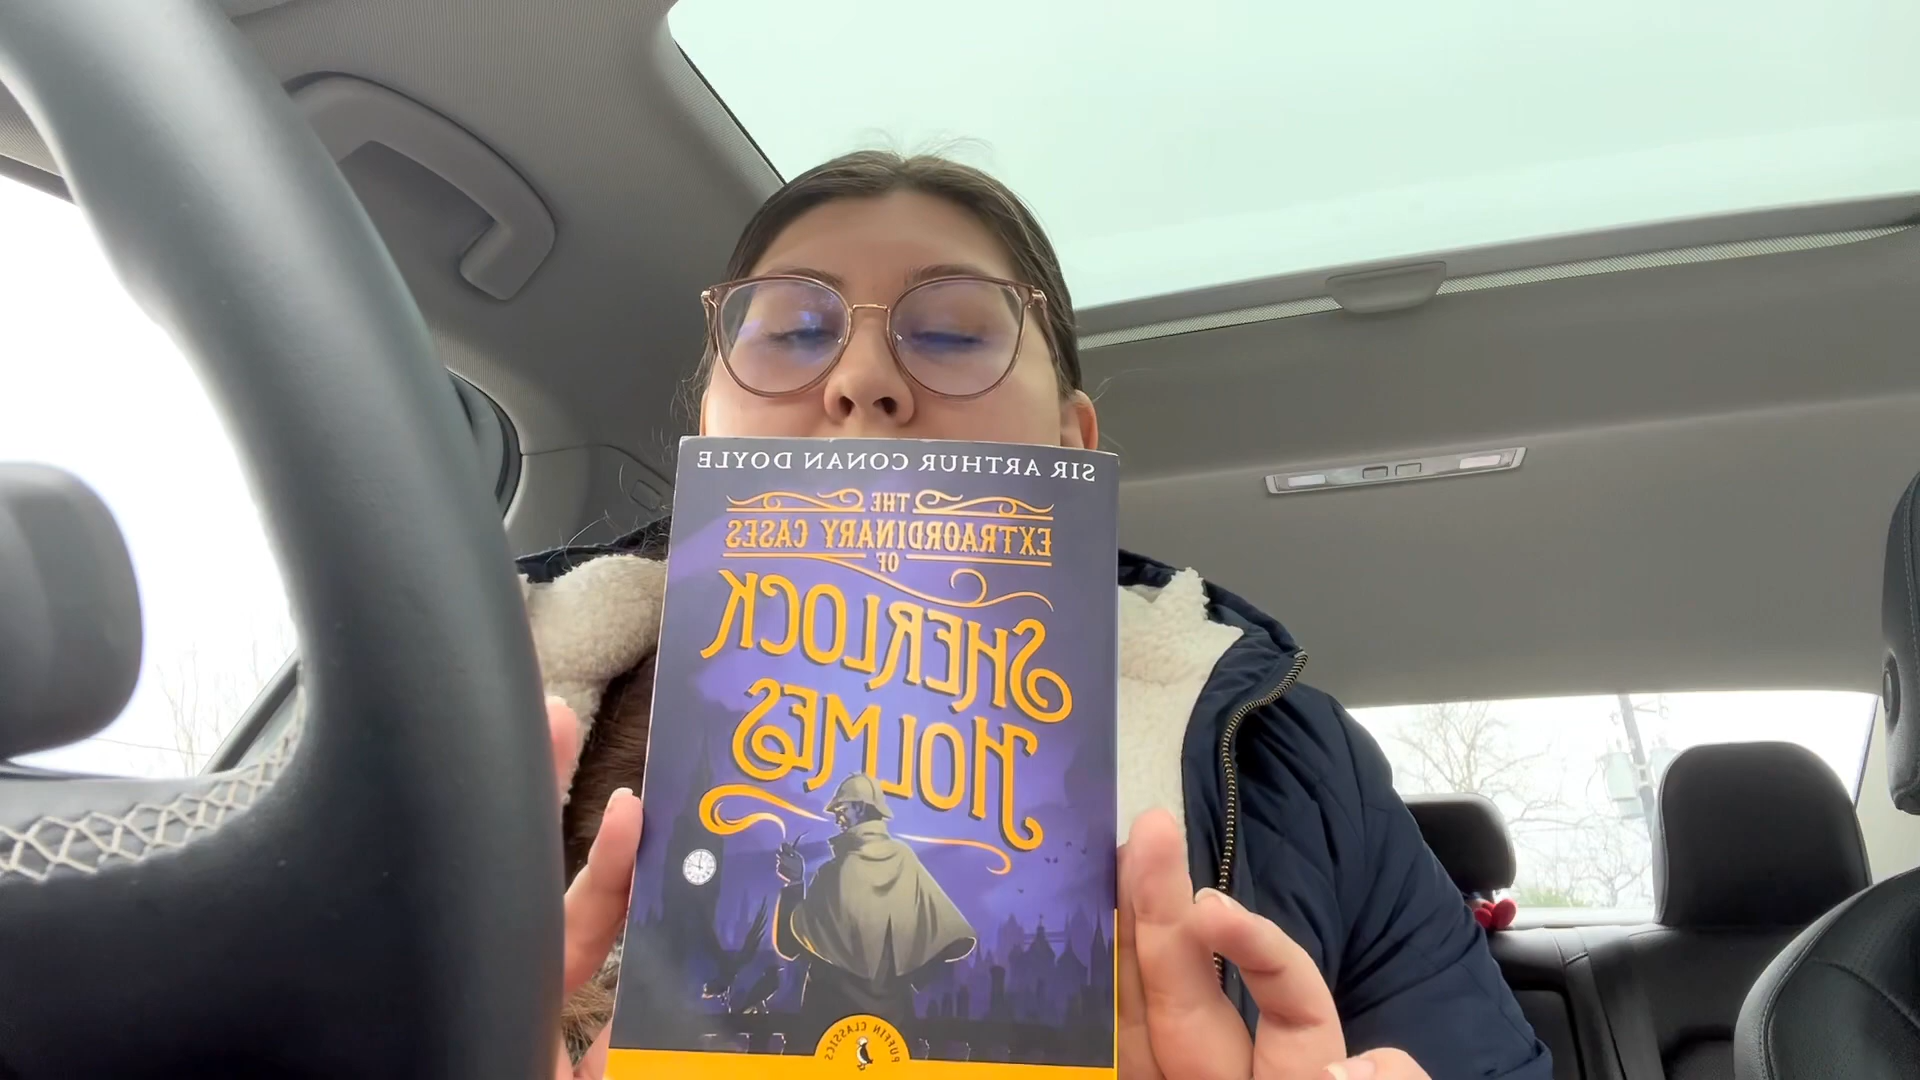 SIR ARTHUR CONAN DOYLE
THE
EXTRAORDINARY CASES
OF
SHERLOCK
HOLMES
PUFFIN CLASSICS